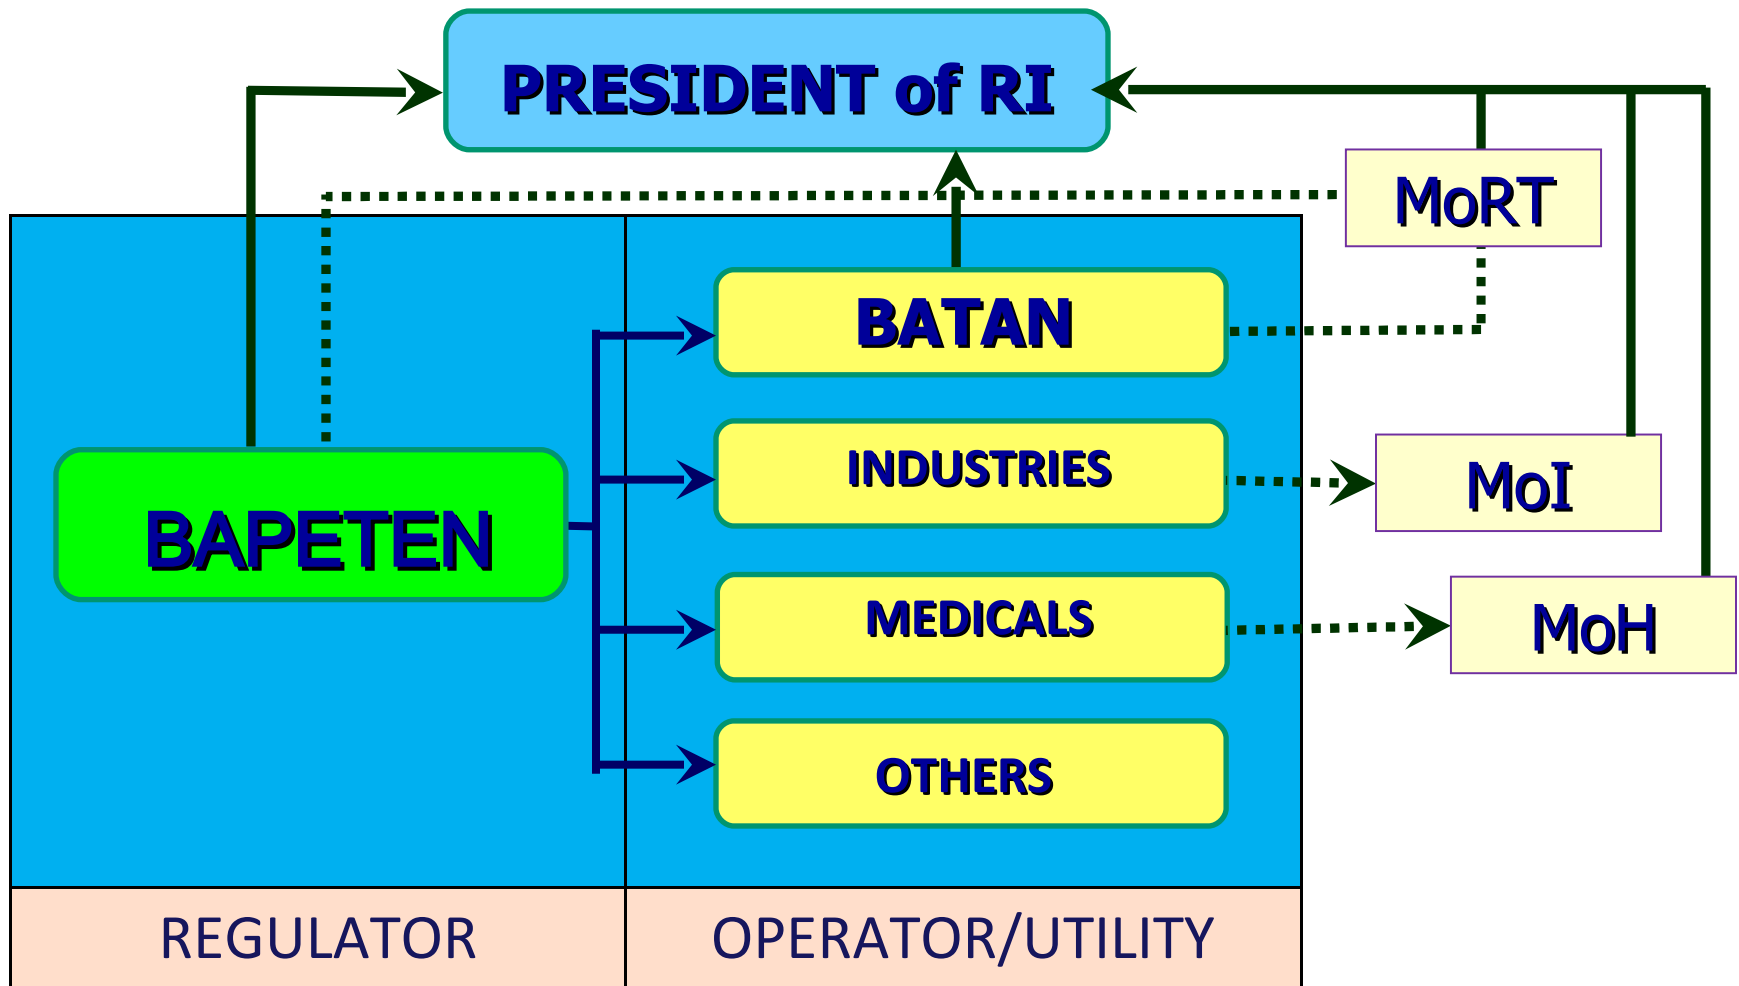 PRESIDENT of RI
MoRT
BATAN
INDUSTRIES
MoI
BAPETEN
MEDICALS
MoH
OTHERS
REGULATOR
OPERATOR/UTILITY